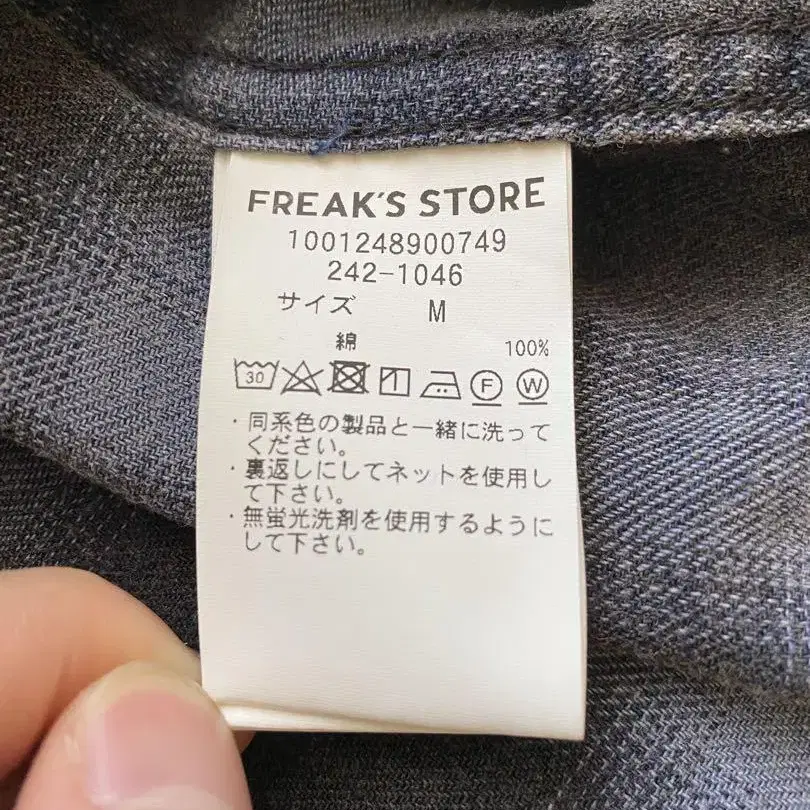 FREAK'S STORE
1001248900749
242-1046
サイズ M
綿 100%
30 F W
・同系色の製品と一緒に洗って
ください。
・裏返しにしてネットを使用し
て下さい。
・無蛍光洗剤を使用するように
して下さい。